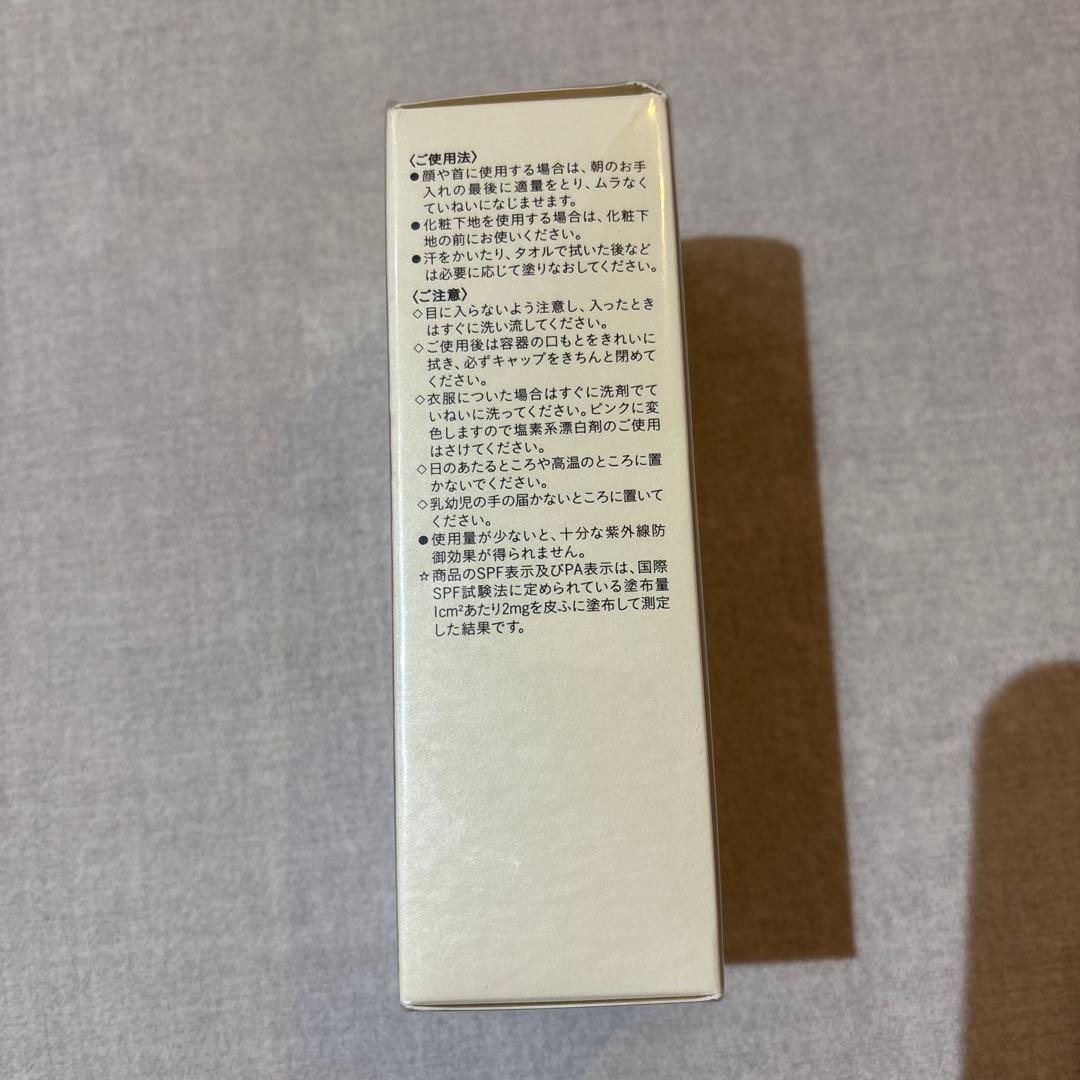 〈ご使用法〉
●顔や首に使用する場合は、朝のお手
入れの最後に適量をとり、ムラなく
ていねいになじませます。
●化粧下地を使用する場合は、化粧下
地の前にお使いください。
●汗をかいたり、タオルで拭いた後など
は必要に応じて塗りなおしてください。
〈ご注意〉
◇目に入らないよう注意し、入ったとき
はすぐに洗い流してください。
◇ご使用後は容器の口もとをきれいに
拭き、必ずキャップをきちんと閉めて
ください。
◇衣服についた場合はすぐに洗剤でて
いねいに洗ってください。ピンクに変
色しますので塩素系漂白剤のご使用
はさけてください。
◇日のあたるところや高温のところに置
かないでください。
◇乳幼児の手の届かないところに置いて
ください。
●使用量が少ないと、十分な紫外線防
御効果が得られません。
☆商品のSPF表示及びPA表示は、国際
SPF試験法に定められている塗布量
1cm²あたり2mgを皮ふに塗布して測定
した結果です。